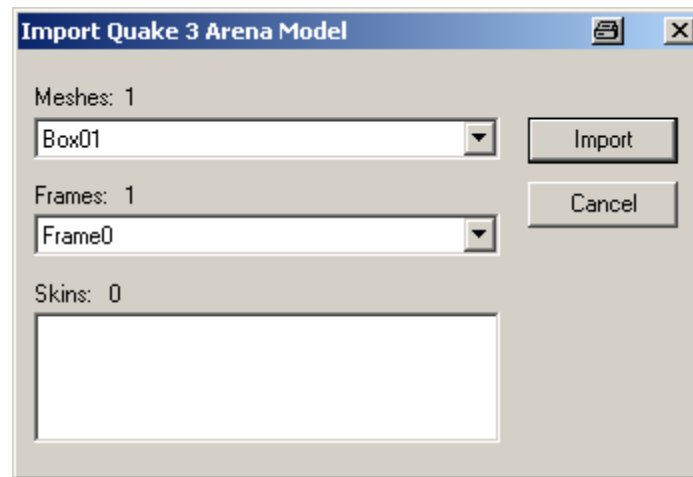 Import Quake 3 Arena Model
Meshes: 1
Box01
Import
Frames: 1
Cancel
Frame0
Skins: 0